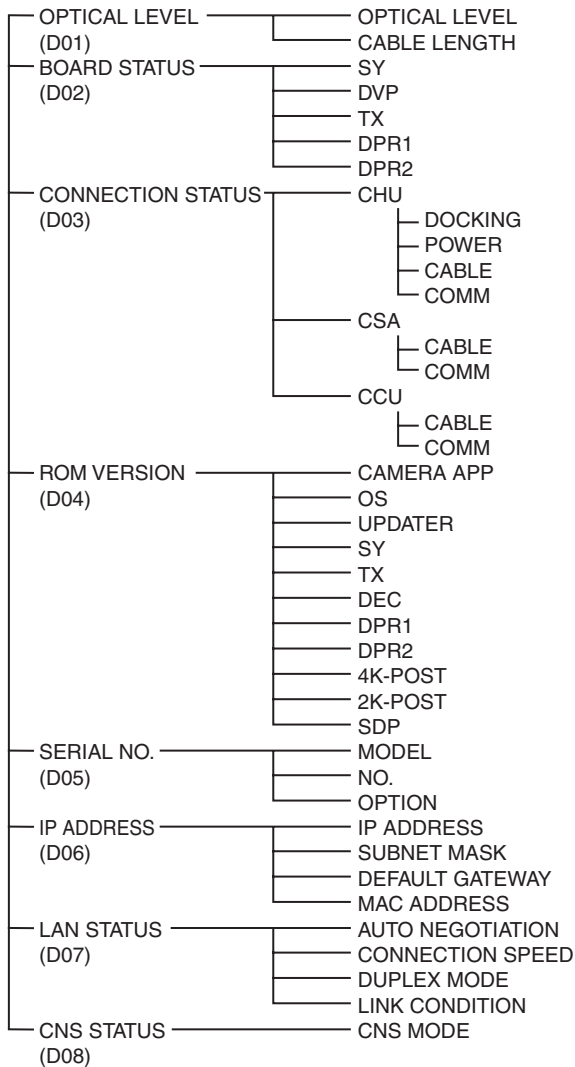 OPTICAL LEVEL
(D01)
OPTICAL LEVEL
CABLE LENGTH
BOARD STATUS
(D02)
SY
DVP
TX
DPR1
DPR2
CONNECTION STATUS
(D03)
CHU
DOCKING
POWER
CABLE
COMM
CSA
CABLE
COMM
CCU
CABLE
COMM
ROM VERSION
(D04)
CAMERA APP
OS
UPDATER
SY
TX
DEC
DPR1
DPR2
4K-POST
2K-POST
SDP
SERIAL NO.
(D05)
MODEL
NO.
OPTION
IP ADDRESS
(D06)
IP ADDRESS
SUBNET MASK
DEFAULT GATEWAY
MAC ADDRESS
LAN STATUS
(D07)
AUTO NEGOTIATION
CONNECTION SPEED
DUPLEX MODE
LINK CONDITION
CNS STATUS
(D08)
CNS MODE